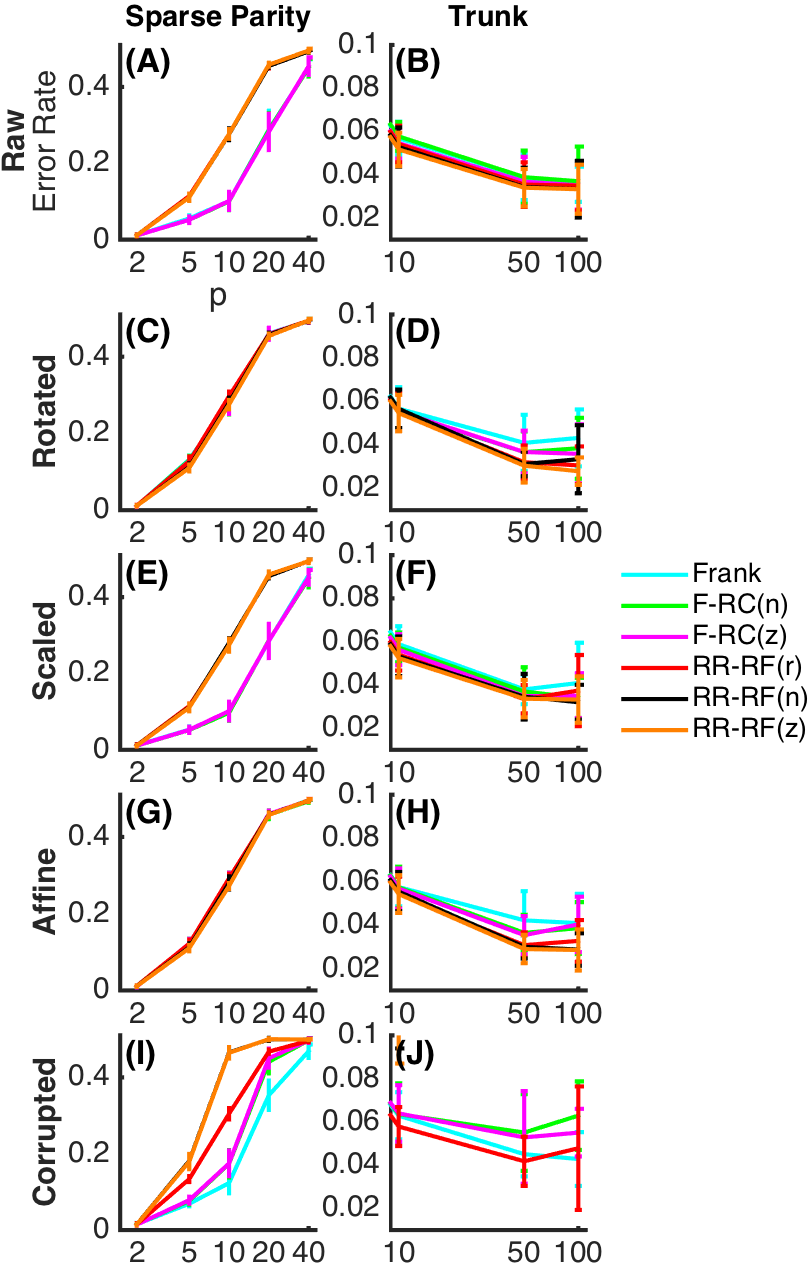 Sparse Parity
Trunk
Raw
Error Rate
(A)
0.4
0.2
0
2 5 10 20 40
p
(B)
0.1
0.08
0.06
0.04
0.02
10 50 100
Rotated
(C)
0.4
0.2
0
2 5 10 20 40
(D)
0.1
0.08
0.06
0.04
0.02
10 50 100
Scaled
(E)
0.4
0.2
0
2 5 10 20 40
(F)
0.1
0.08
0.06
0.04
0.02
10 50 100
Frank
F-RC(n)
F-RC(z)
RR-RF(r)
RR-RF(n)
RR-RF(z)
Affine
(G)
0.4
0.2
0
2 5 10 20 40
(H)
0.1
0.08
0.06
0.04
0.02
10 50 100
Corrupted
(I)
0.4
0.2
0
2 5 10 20 40
(J)
0.1
0.08
0.06
0.04
0.02
10 50 100